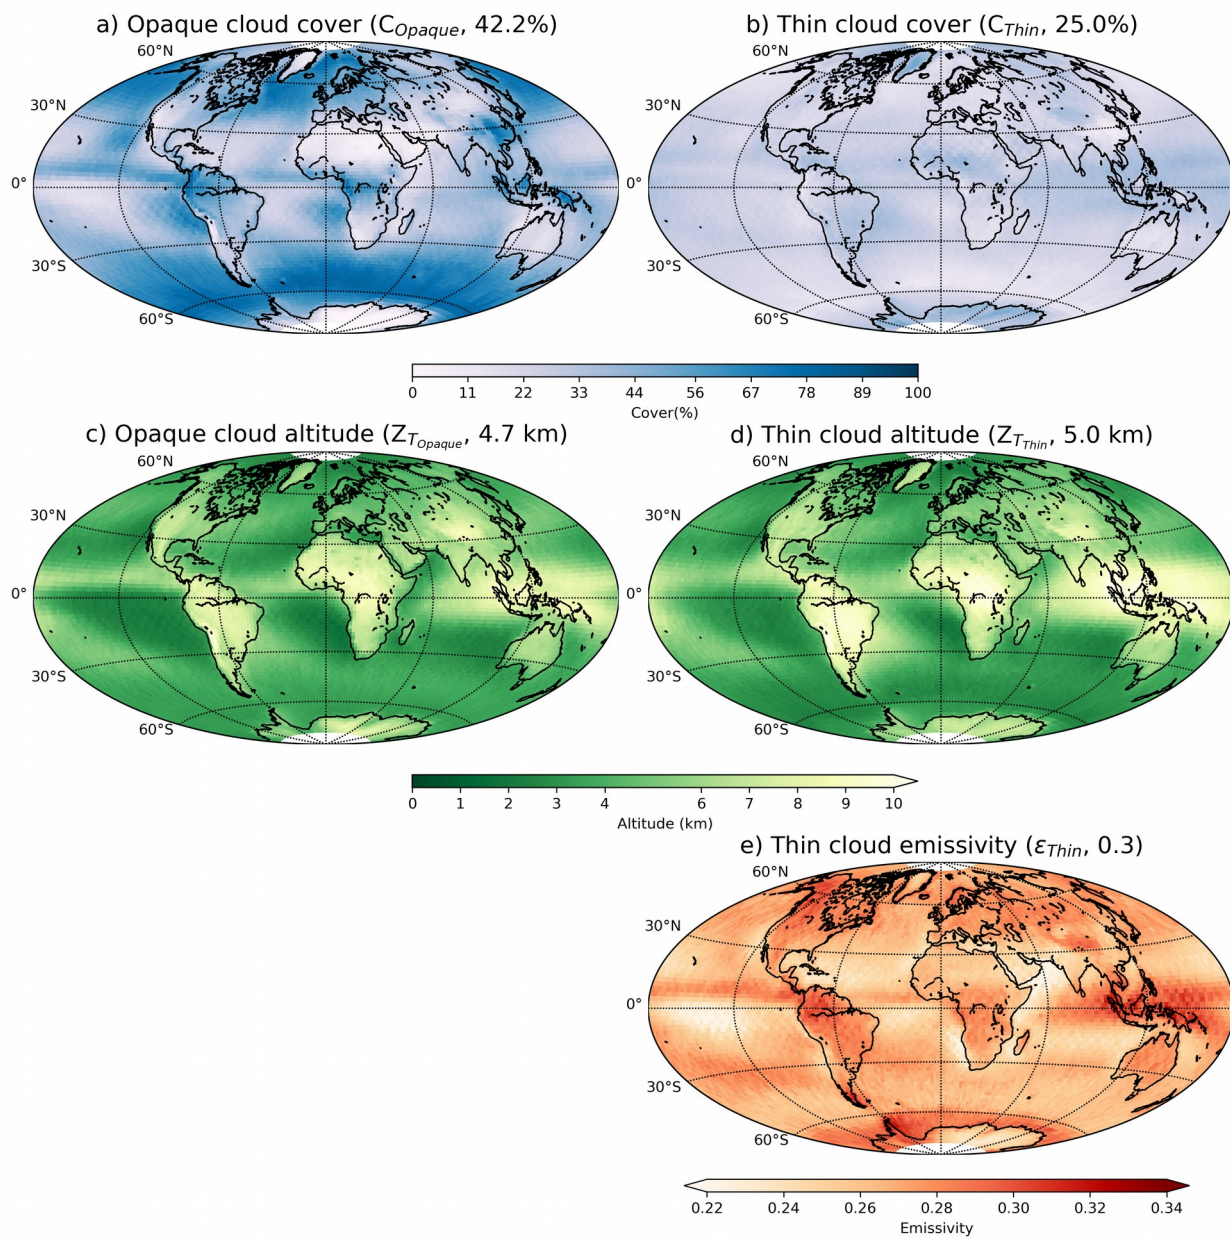 a) Opaque cloud cover (C_Opaque, 42.2%)
b) Thin cloud cover (C_Thin, 25.0%)
60°N
60°N
30°N
30°N
0°
0°
30°S
30°S
60°S
60°S
0 11 22 33 44 56 67 78 89 100
Cover(%)
c) Opaque cloud altitude (Z_T_Opaque, 4.7 km)
d) Thin cloud altitude (Z_T_Thin, 5.0 km)
60°N
60°N
30°N
30°N
0°
0°
30°S
30°S
60°S
60°S
0 1 2 3 4 6 7 8 9 10
Altitude (km)
e) Thin cloud emissivity (ε_Thin, 0.3)
60°N
30°N
0°
30°S
60°S
0.22 0.24 0.26 0.28 0.30 0.32 0.34
Emissivity